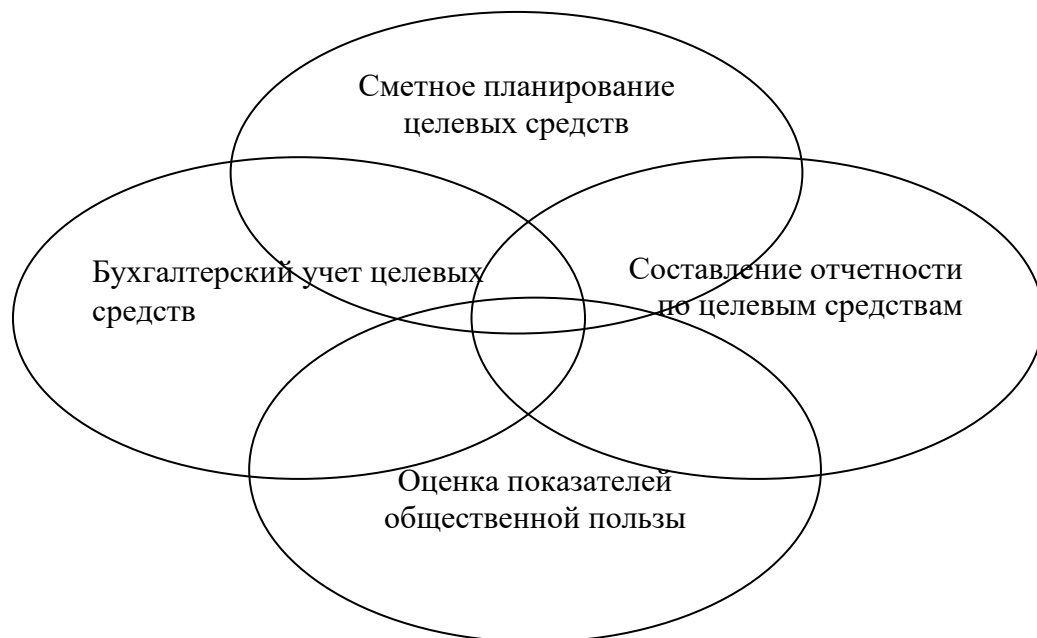 Сметное планирование
целевых средств
Бухгалтерский учет целевых
средств
Составление отчетности
по целевым средствам
Оценка показателей
общественной пользы